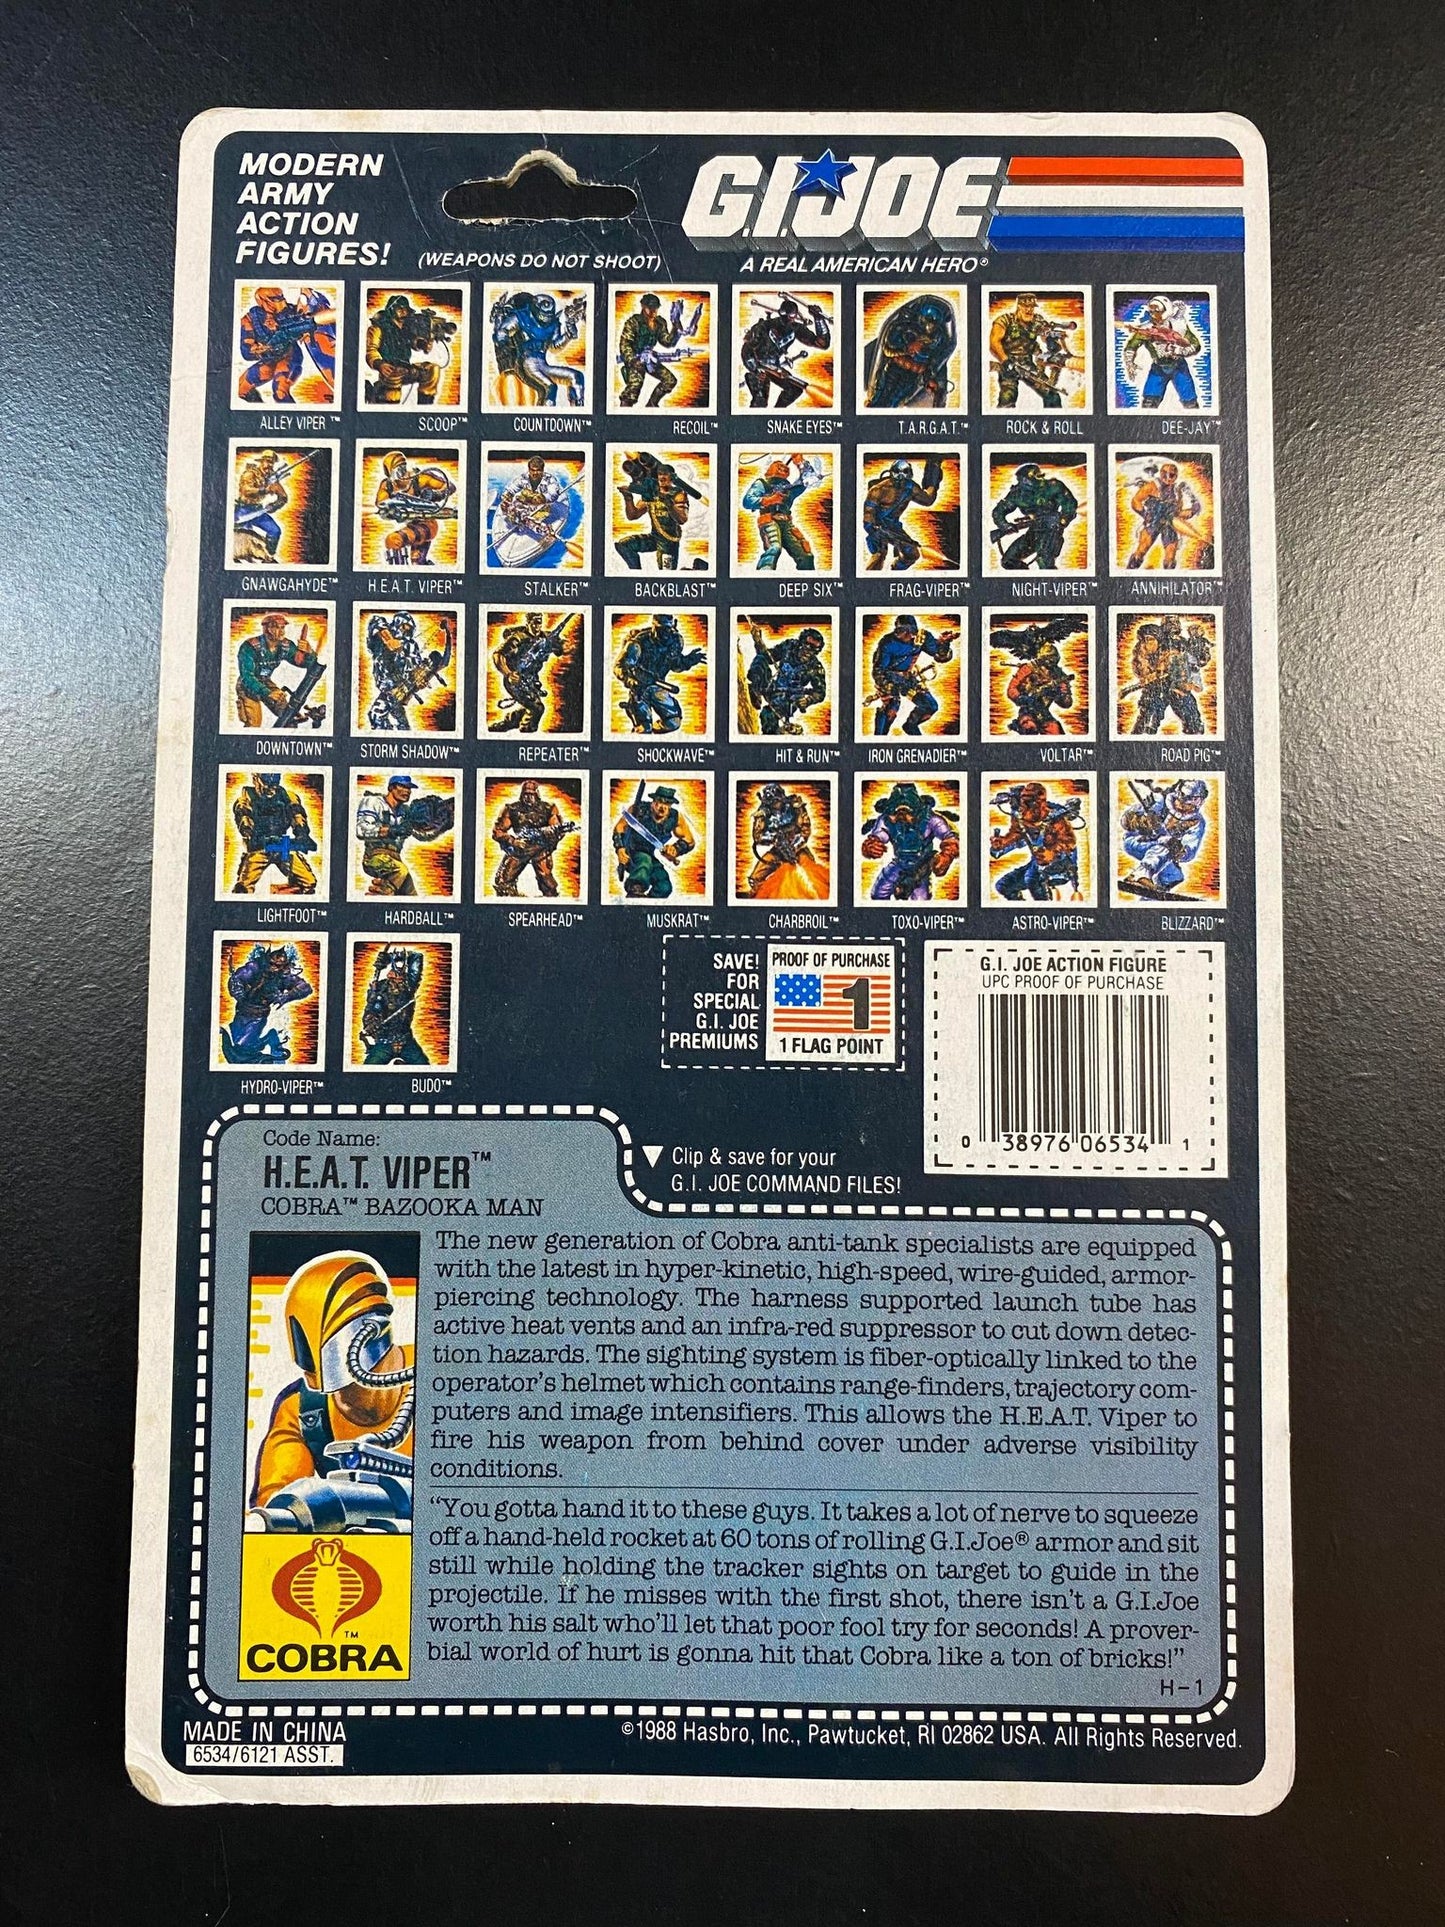 MODERN
ARMY
ACTION
FIGURES!
(WEAPONS DO NOT SHOOT)
G.I. JOE
A REAL AMERICAN HERO®
ALLEY VIPER™ SCOOP™ COUNTDOWN™ RECOIL™ SNAKE EYES™ T.A.R.G.A.T.™ ROCK & ROLL DEE-JAY™
GNAWGAHYDE™ H.E.A.T. VIPER™ STALKER™ BACKBLAST™ DEEP SIX™ FRAG-VIPER™ NIGHT-VIPER™ ANNIHILATOR™
DOWNTOWN™ STORM SHADOW™ REPEATER™ SHOCKWAVE™ HIT & RUN™ IRON GRENADIER™ VOLTAR™ ROAD PIG™
LIGHTFOOT™ HARDBALL™ SPEARHEAD™ MUSKRAT™ CHARBROIL™ TOXO-VIPER™ ASTRO-VIPER™ BLIZZARD™
HYDRO-VIPER™ BUDO™
SAVE!
FOR
SPECIAL
G.I. JOE
PREMIUMS
PROOF OF PURCHASE
1
1 FLAG POINT
G.I. JOE ACTION FIGURE
UPC PROOF OF PURCHASE
0 38976 06534 1
Clip & save for your
G.I. JOE COMMAND FILES!
Code Name:
H.E.A.T. VIPER™
COBRA™ BAZOOKA MAN
The new generation of Cobra anti-tank specialists are equipped
with the latest in hyper-kinetic, high-speed, wire-guided, armor-
piercing technology. The harness supported launch tube has
active heat vents and an infra-red suppressor to cut down detec-
tion hazards. The sighting system is fiber-optically linked to the
operator's helmet which contains range-finders, trajectory com-
puters and image intensifiers. This allows the H.E.A.T. Viper to
fire his weapon from behind cover under adverse visibility
conditions.
“You gotta hand it to these guys. It takes a lot of nerve to squeeze
off a hand-held rocket at 60 tons of rolling G.I.Joe® armor and sit
still while holding the tracker sights on target to guide in the
projectile. If he misses with the first shot, there isn't a G.I.Joe
worth his salt who'll let that poor fool try for seconds! A prover-
bial world of hurt is gonna hit that Cobra like a ton of bricks!”
H-1
™
COBRA
MADE IN CHINA
6534/6121 ASST.
©1988 Hasbro, Inc., Pawtucket, RI 02862 USA. All Rights Reserved.